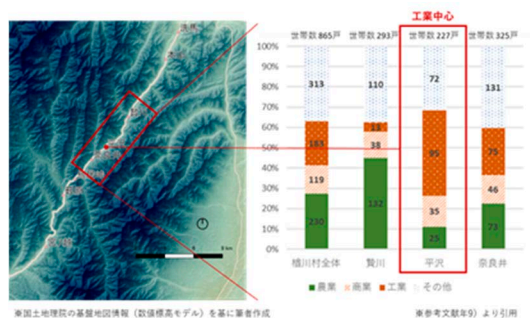 工業中心
世帯数865戸
世帯数293戸
世帯数227戸
世帯数325戸
100%
90%
80%
70%
60%
50%
40%
30%
20%
10%
0%
313
119
230
110
13
38
132
72
95
35
25
131
75
46
73
楢川村全体
贄川
平沢
奈良井
農業 商業 工業 その他
※国土地理院の基盤地図情報(数値標高モデル)を基に筆者作成
※参考文献年9)より引用